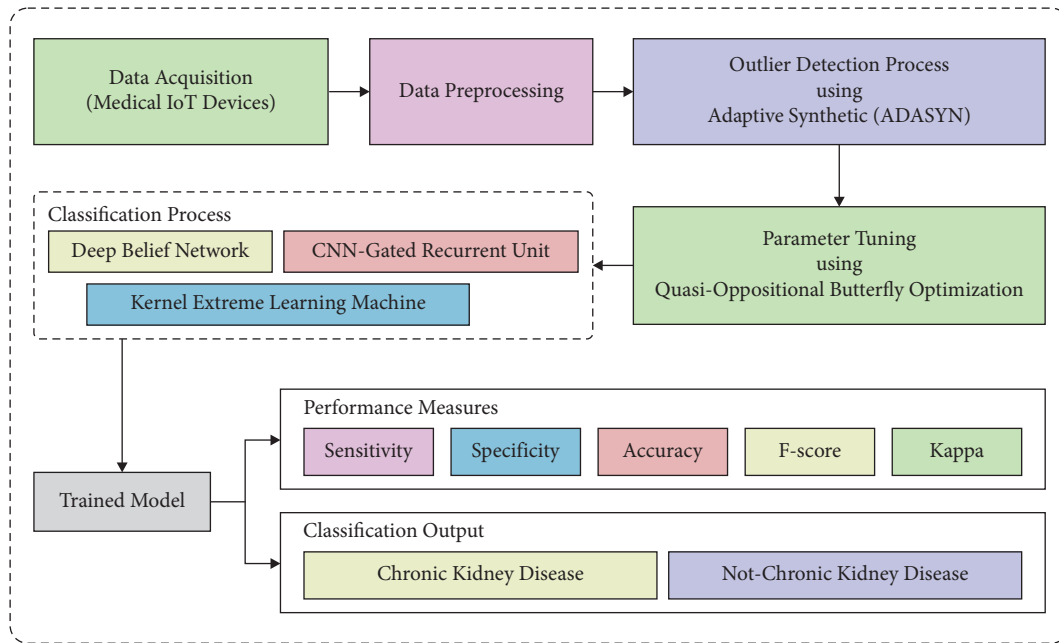 Data Acquisition
(Medical IoT Devices)
Data Preprocessing
Outlier Detection Process
using
Adaptive Synthetic (ADASYN)
Parameter Tuning
using
Quasi-Oppositional Butterfly Optimization
Classification Process
Deep Belief Network
CNN-Gated Recurrent Unit
Kernel Extreme Learning Machine
Trained Model
Performance Measures
Sensitivity
Specificity
Accuracy
F-score
Kappa
Classification Output
Chronic Kidney Disease
Not-Chronic Kidney Disease